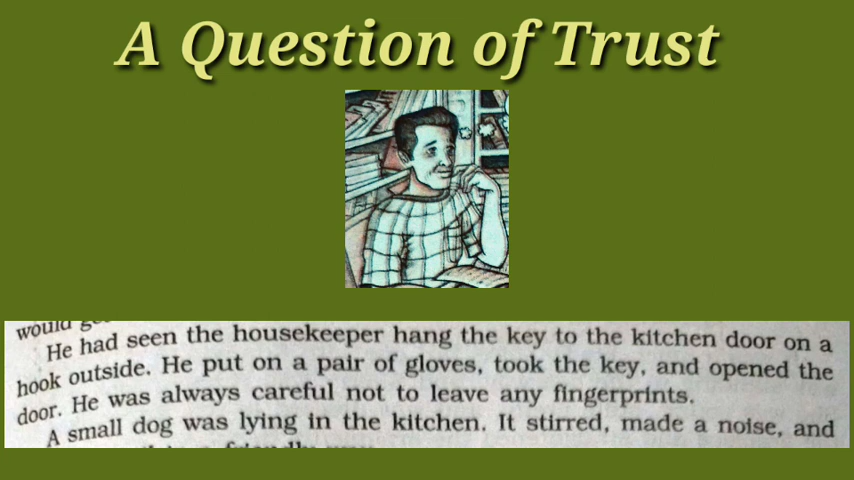 A Question of Trust
would
He had seen the housekeeper hang the key to the kitchen door on a
hook outside. He put on a pair of gloves, took the key, and opened the
door. He was always careful not to leave any fingerprints.
A small dog was lying in the kitchen. It stirred, made a noise, and